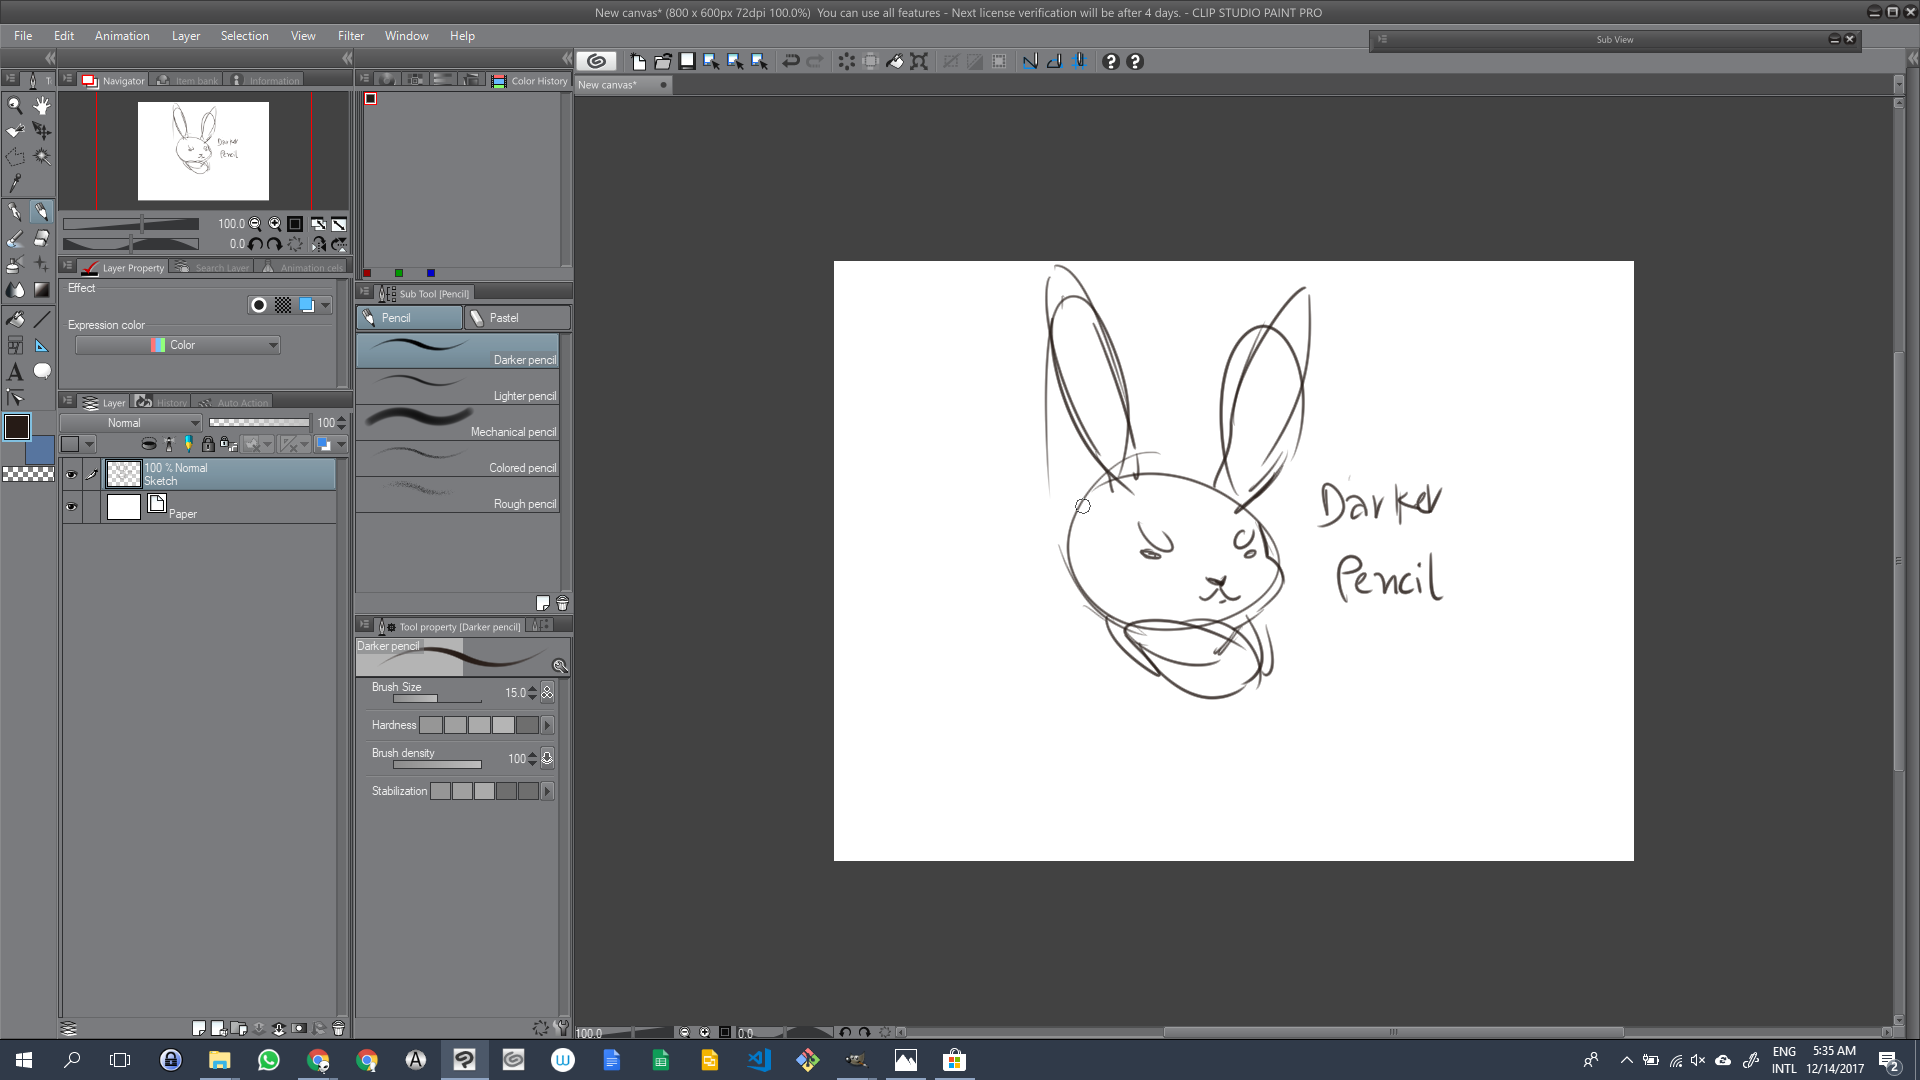 New canvas* (800 x 600px 72dpi 100.0%)  You can use all features - Next license verification will be after 4 days. - CLIP STUDIO PAINT PRO
File Edit Animation Layer Selection View Filter Window Help
Sub View
T
Navigator Item bank Information
Color History
New canvas*
Darker
Pencil
100.0
0.0
Layer Property Search Layer Animation cels
Effect
Expression color
Color
Sub Tool [Pencil]
Pencil Pastel
Darker pencil
Lighter pencil
Mechanical pencil
Colored pencil
Rough pencil
Layer History Auto Action
Normal 100
100 % Normal
Sketch
Paper
Tool property [Darker pencil]
Darker pencil
Brush Size 15.0
Hardness
Brush density 100
Stabilization
Darker
Pencil
100.0 0.0
ENG
INTL
5:35 AM
12/14/2017
2